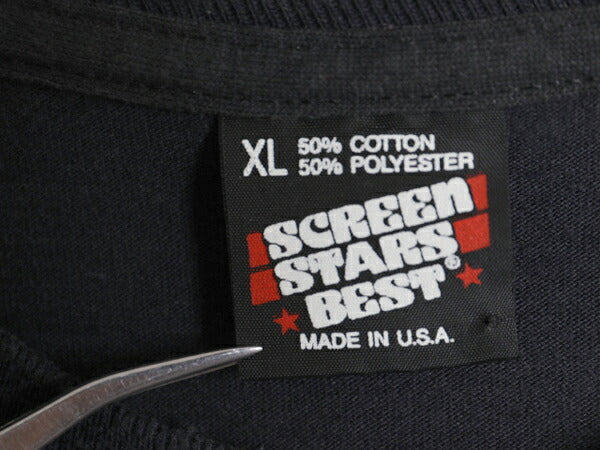 XL 50% COTTON
50% POLYESTER
SCREEN
STARS
BEST®
MADE IN U.S.A.